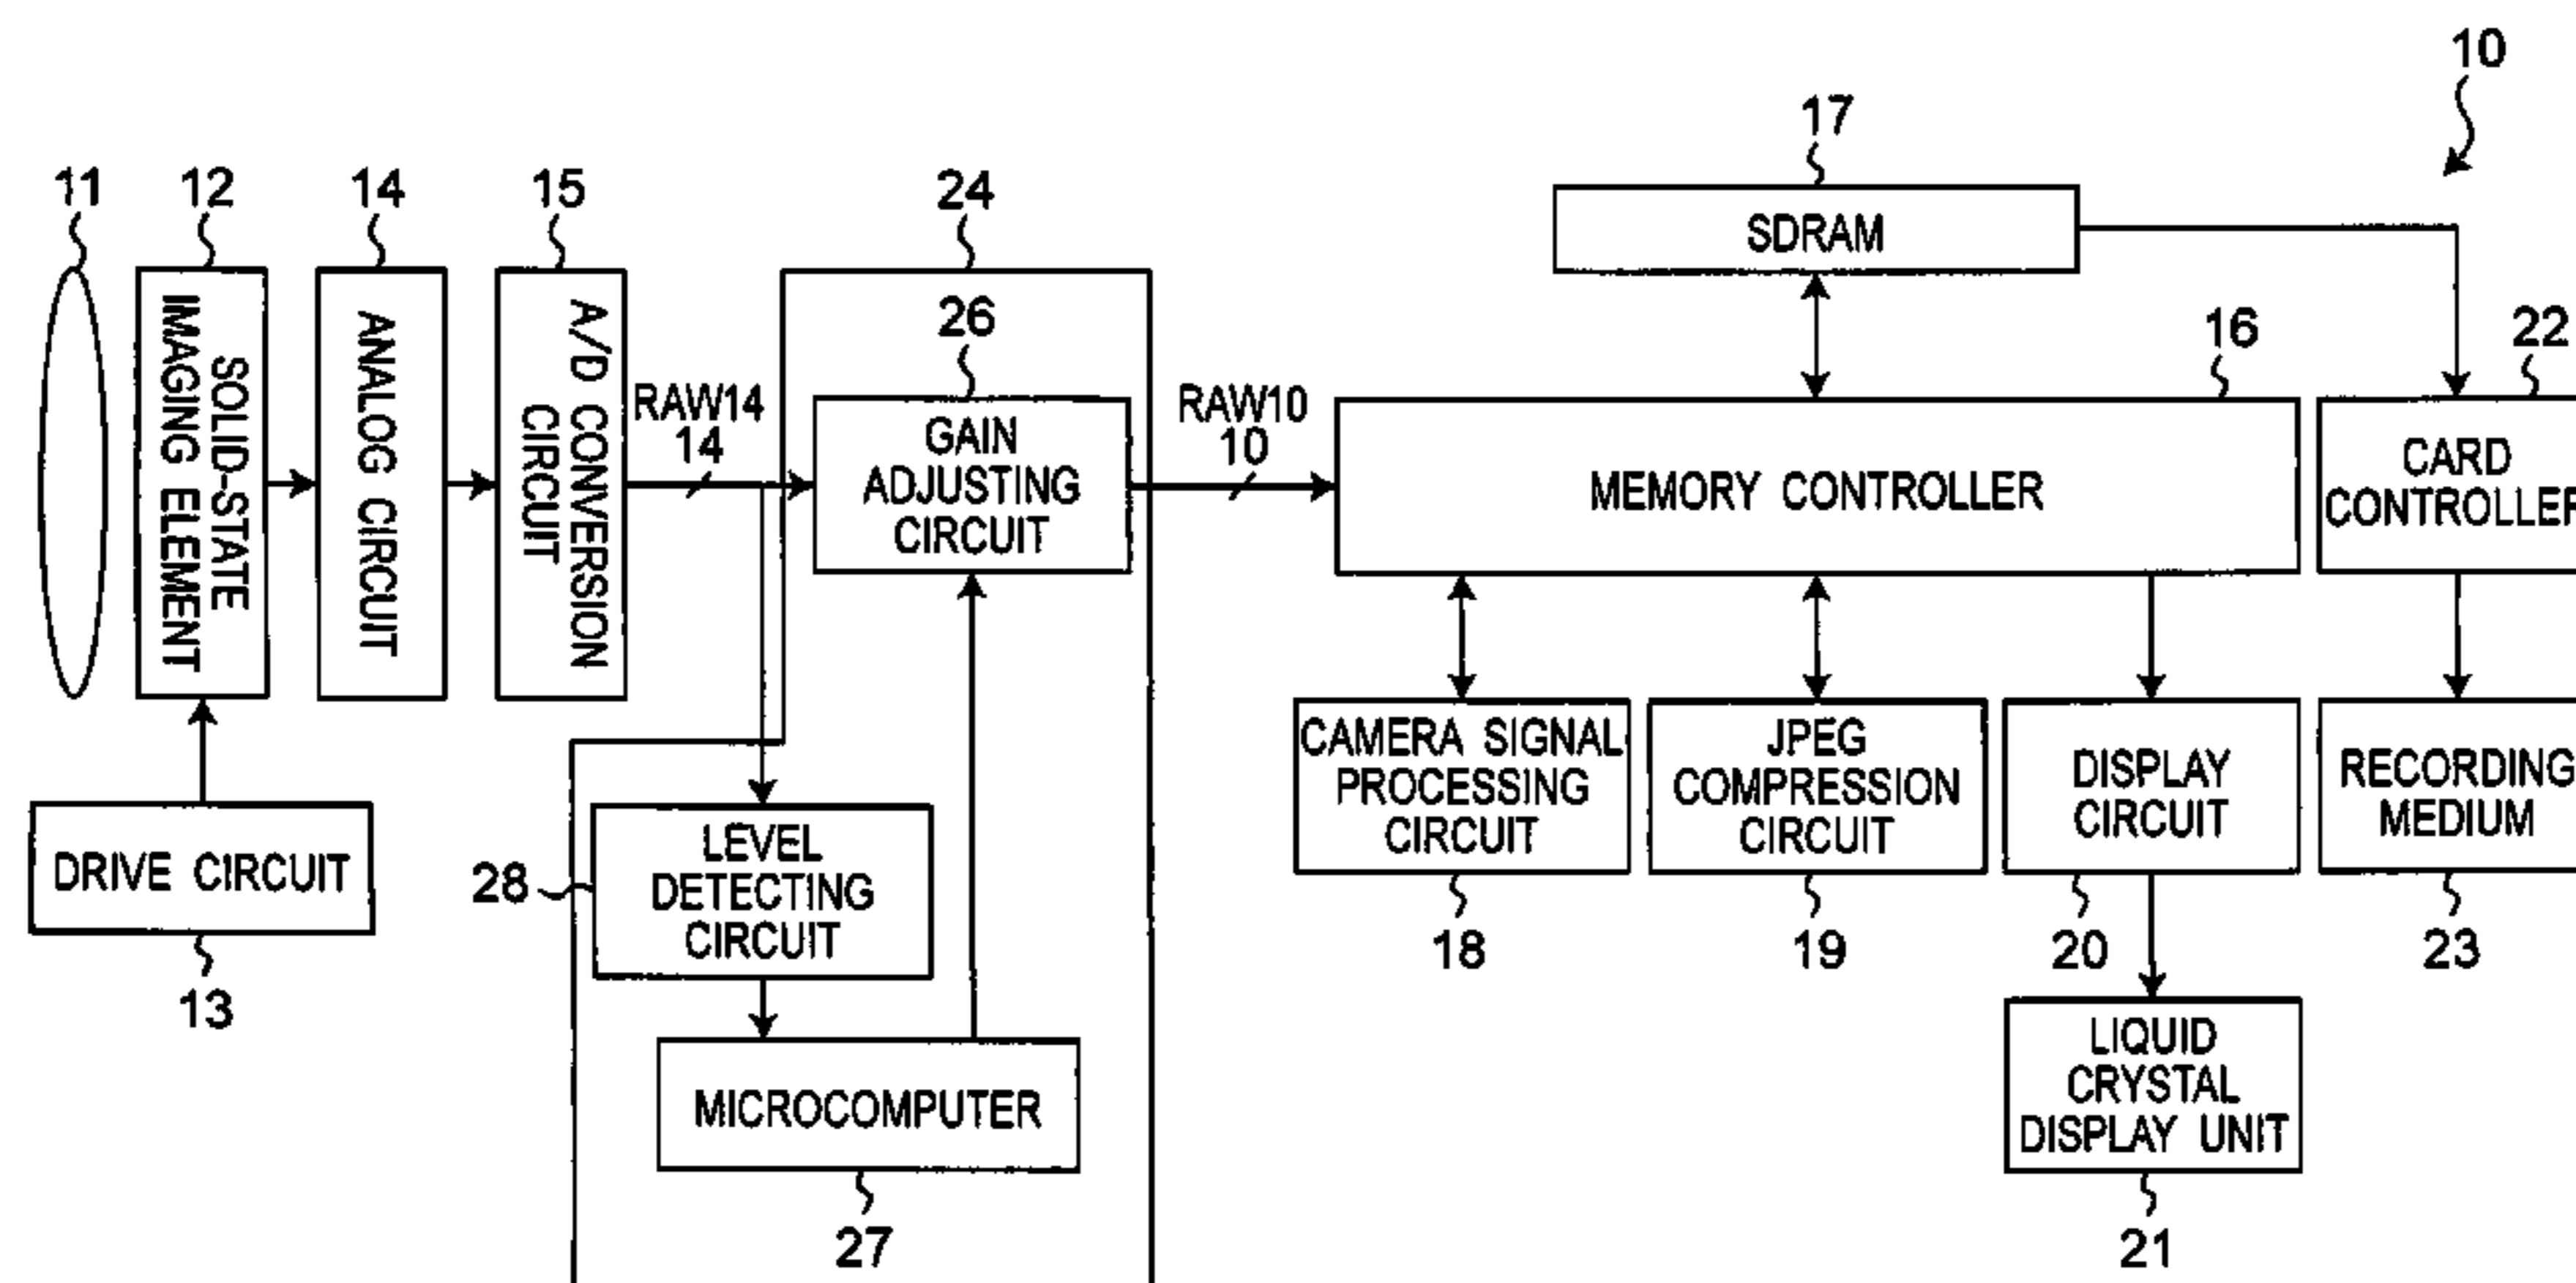 10
17
11
12
14
15
24
SDRAM
26
16
22
SOLID-STATE
IMAGING ELEMENT
ANALOG CIRCUIT
A/D CONVERSION
CIRCUIT
RAW14
14
GAIN
ADJUSTING
CIRCUIT
RAW10
10
MEMORY CONTROLLER
CARD
CONTROLLER
DRIVE CIRCUIT
13
28
LEVEL
DETECTING
CIRCUIT
CAMERA SIGNAL
PROCESSING
CIRCUIT
18
JPEG
COMPRESSION
CIRCUIT
19
DISPLAY
CIRCUIT
20
RECORDING
MEDIUM
23
MICROCOMPUTER
27
LIQUID
CRYSTAL
DISPLAY UNIT
21